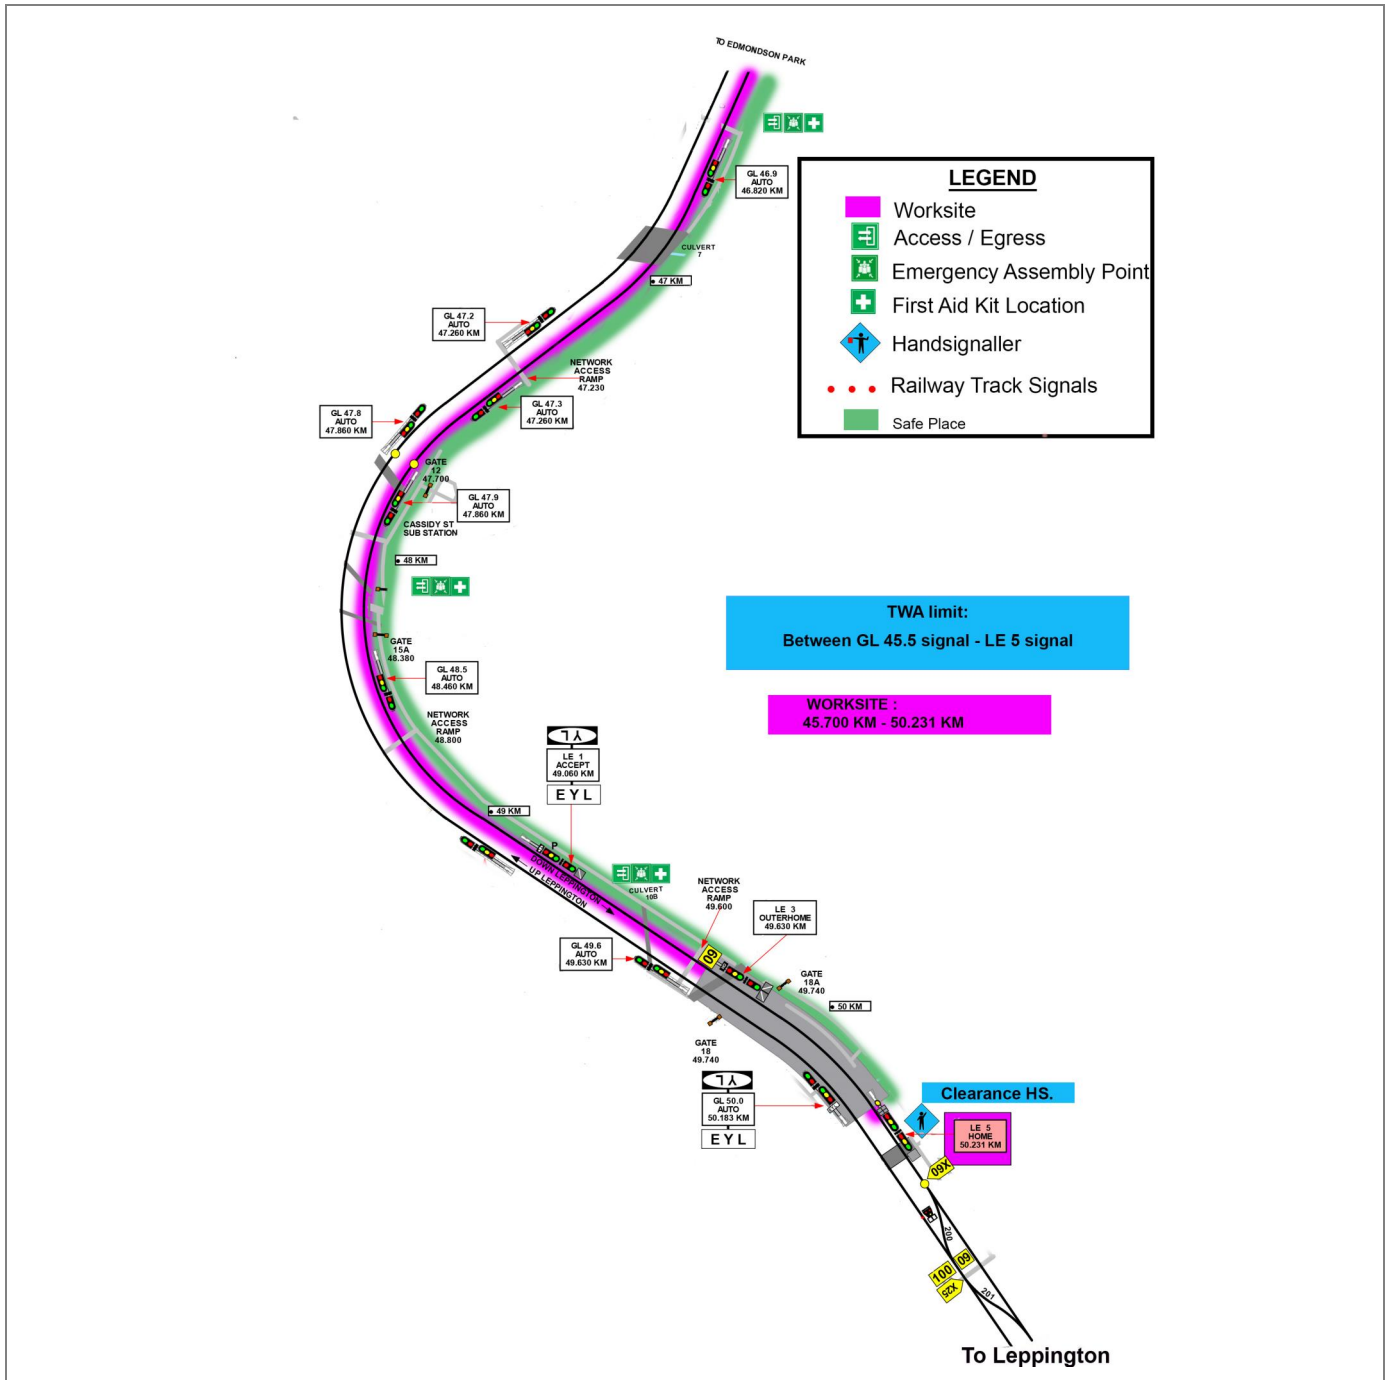 TO EDMONDSON PARK
GL 46.9
AUTO
46.820 KM
LEGEND
Worksite
Access / Egress
Emergency Assembly Point
First Aid Kit Location
Handsignaller
Railway Track Signals
Safe Place
CULVERT
7
47 KM
GL 47.2
AUTO
47.260 KM
NETWORK
ACCESS
RAMP
47.230
GL 47.3
AUTO
47.260 KM
GL 47.8
AUTO
47.860 KM
GATE
12
47.700
GL 47.9
AUTO
47.860 KM
CASSIDY ST
SUB STATION
48 KM
TWA limit:
Between GL 45.5 signal - LE 5 signal
GATE
15A
48.380
GL 48.5
AUTO
48.460 KM
WORKSITE :
45.700 KM - 50.231 KM
NETWORK
ACCESS
RAMP
48.800
YL
LE 1
ACCEPT
49.060 KM
EYL
49 KM
P
DOWN LEPPINGTON
UP LEPPINGTON
CULVERT
10B
NETWORK
ACCESS
RAMP
49.600
LE 3
OUTERHOME
49.630 KM
GL 49.6
AUTO
49.630 KM
60
GATE
18A
49.740
50 KM
GATE
18
49.740
YL
GL 50.0
AUTO
50.183 KM
EYL
Clearance HS.
LE 5
HOME
50.231 KM
X60
200
100
60
X25
201
To Leppington